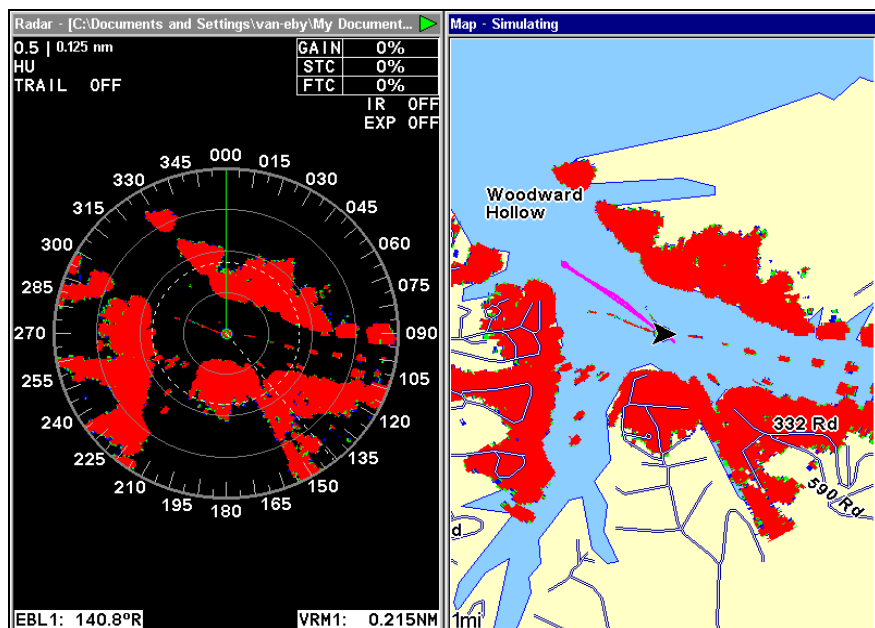 Radar - [C:\Documents and Settings\van-eby\My Document...
0.5 | 0.125 nm
HU
TRAIL OFF
GAIN 0%
STC 0%
FTC 0%
IR OFF
EXP OFF
000
015
030
045
060
075
090
105
120
135
150
165
180
195
210
225
240
255
270
285
300
315
330
345
EBL1: 140.8ºR
VRM1: 0.215NM
Map - Simulating
Woodward
Hollow
332 Rd
590 Rd
d
1mi